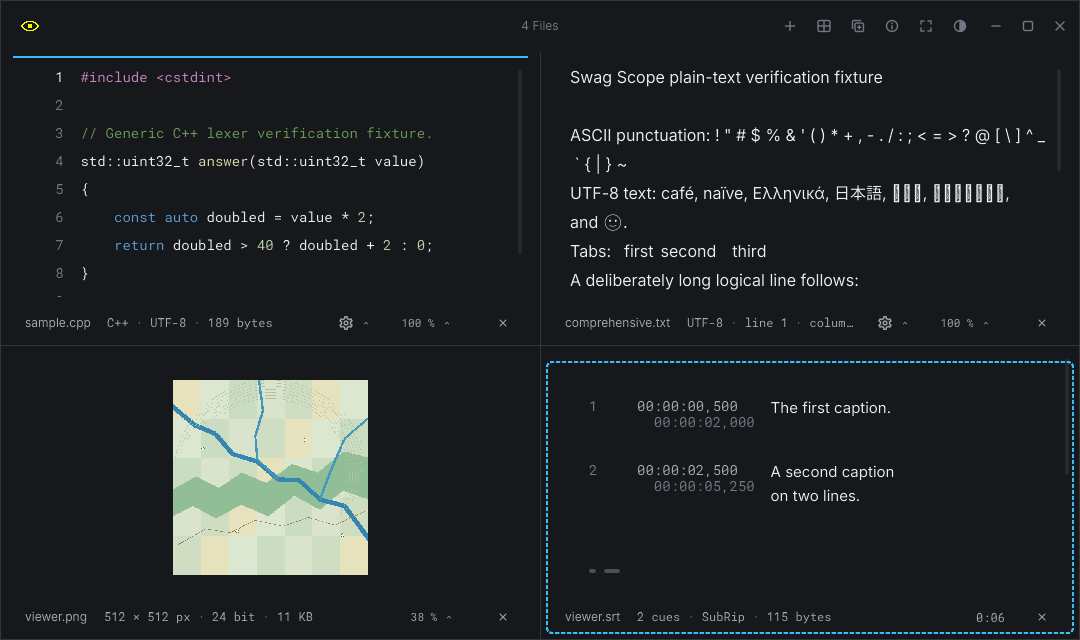 4 Files
1 #include <cstdint>
2
3 // Generic C++ lexer verification fixture.
4 std::uint32_t answer(std::uint32_t value)
5 {
6 const auto doubled = value * 2;
7 return doubled > 40 ? doubled + 2 : 0;
8 }
sample.cpp C++ · UTF-8 · 189 bytes 100 %
Swag Scope plain-text verification fixture
ASCII punctuation: ! " # $ % & ' ( ) * + , - . / : ; < = > ? @ [ \ ] ^ _
` { | } ~
UTF-8 text: café, naïve, Ελληνικά, 日本語,
and 🙂.
Tabs: first second third
A deliberately long logical line follows:
comprehensive.txt UTF-8 · line 1 · colum… 100 %
viewer.png 512 × 512 px · 24 bit · 11 KB 38 %
1 00:00:00,500 The first caption.
00:00:02,000
2 00:00:02,500 A second caption
00:00:05,250 on two lines.
viewer.srt 2 cues · SubRip · 115 bytes 0:06